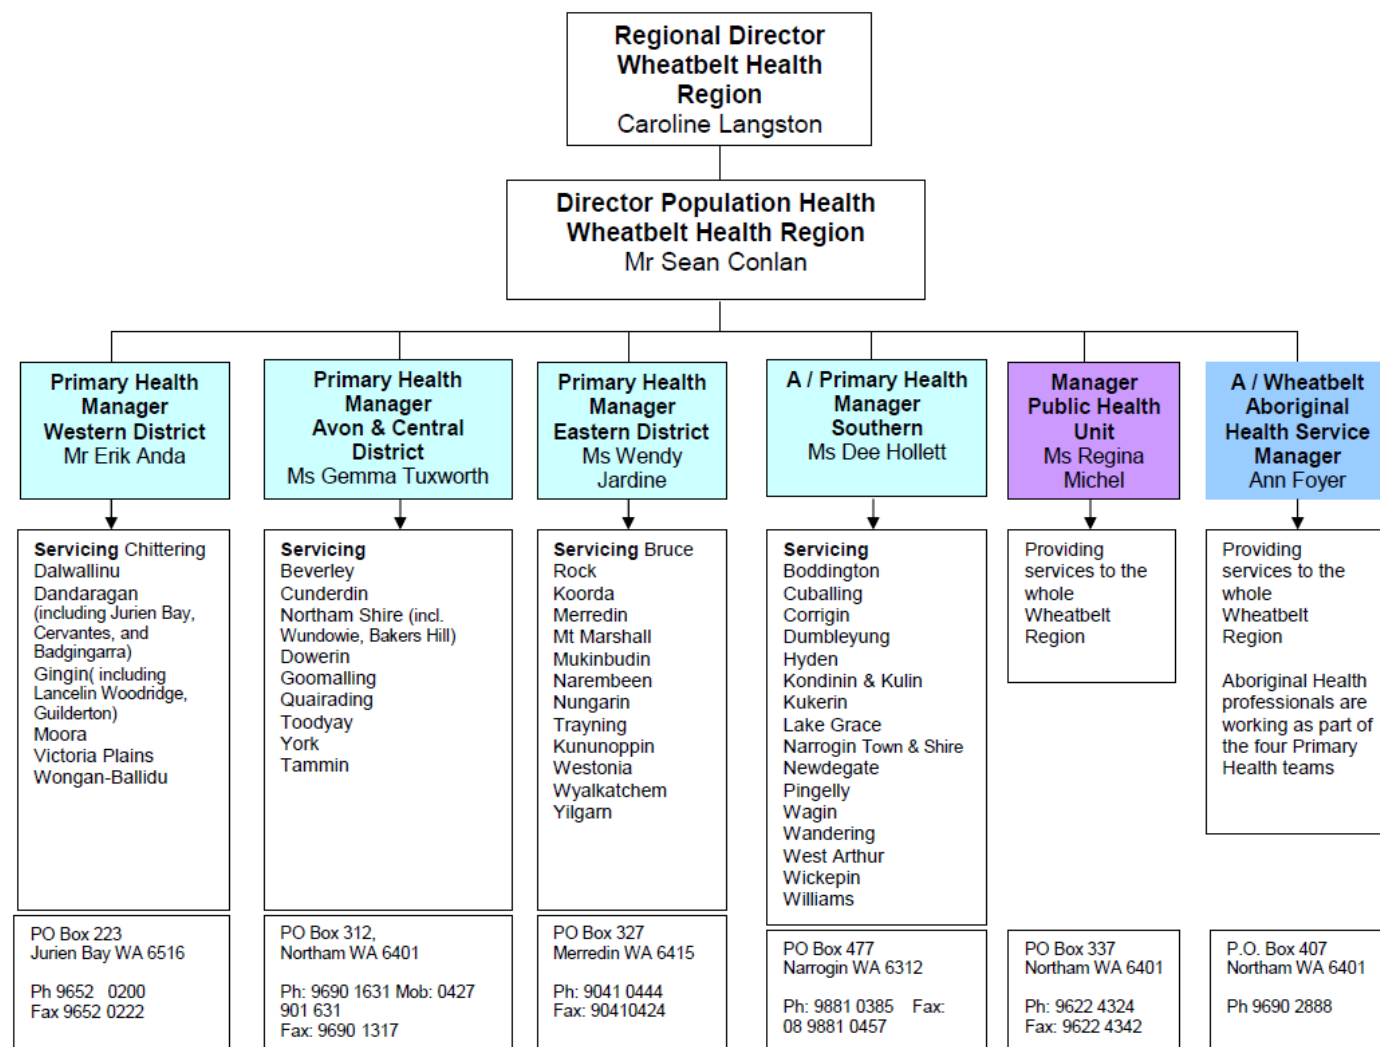 Regional Director
Wheatbelt Health
Region
Caroline Langston
Director Population Health
Wheatbelt Health Region
Mr Sean Conlan
Primary Health
Manager
Western District
Mr Erik Anda
Primary Health
Manager
Avon & Central
District
Ms Gemma Tuxworth
Primary Health
Manager
Eastern District
Ms Wendy
Jardine
A / Primary Health
Manager
Southern
Ms Dee Hollett
Manager
Public Health
Unit
Ms Regina
Michel
A / Wheatbelt
Aboriginal
Health Service
Manager
Ann Foyer
Servicing Chittering
Dalwallinu
Dandaragan
(including Jurien Bay,
Cervantes, and
Badgingarra)
Gingin( including
Lancelin Woodridge,
Guilderton)
Moora
Victoria Plains
Wongan-Ballidu
Servicing
Beverley
Cunderdin
Northam Shire (incl.
Wundowie, Bakers Hill)
Dowerin
Goomalling
Quairading
Toodyay
York
Tammin
Servicing Bruce
Rock
Koorda
Merredin
Mt Marshall
Mukinbudin
Narembeen
Nungarin
Trayning
Kununoppin
Westonia
Wyalkatchem
Yilgarn
Servicing
Boddington
Cuballing
Corrigin
Dumbleyung
Hyden
Kondinin & Kulin
Kukerin
Lake Grace
Narrogin Town & Shire
Newdegate
Pingelly
Wagin
Wandering
West Arthur
Wickepin
Williams
Providing
services to the
whole
Wheatbelt
Region
Providing
services to the
whole
Wheatbelt
Region
Aboriginal Health
professionals are
working as part of
the four Primary
Health teams
PO Box 223
Jurien Bay WA 6516
Ph 9652 0200
Fax 9652 0222
PO Box 312,
Northam WA 6401
Ph: 9690 1631 Mob: 0427
901 631
Fax: 9690 1317
PO Box 327
Merredin WA 6415
Ph: 9041 0444
Fax: 90410424
PO Box 477
Narrogin WA 6312
Ph: 9881 0385 Fax:
08 9881 0457
PO Box 337
Northam WA 6401
Ph: 9622 4324
Fax: 9622 4342
P.O. Box 407
Northam WA 6401
Ph 9690 2888